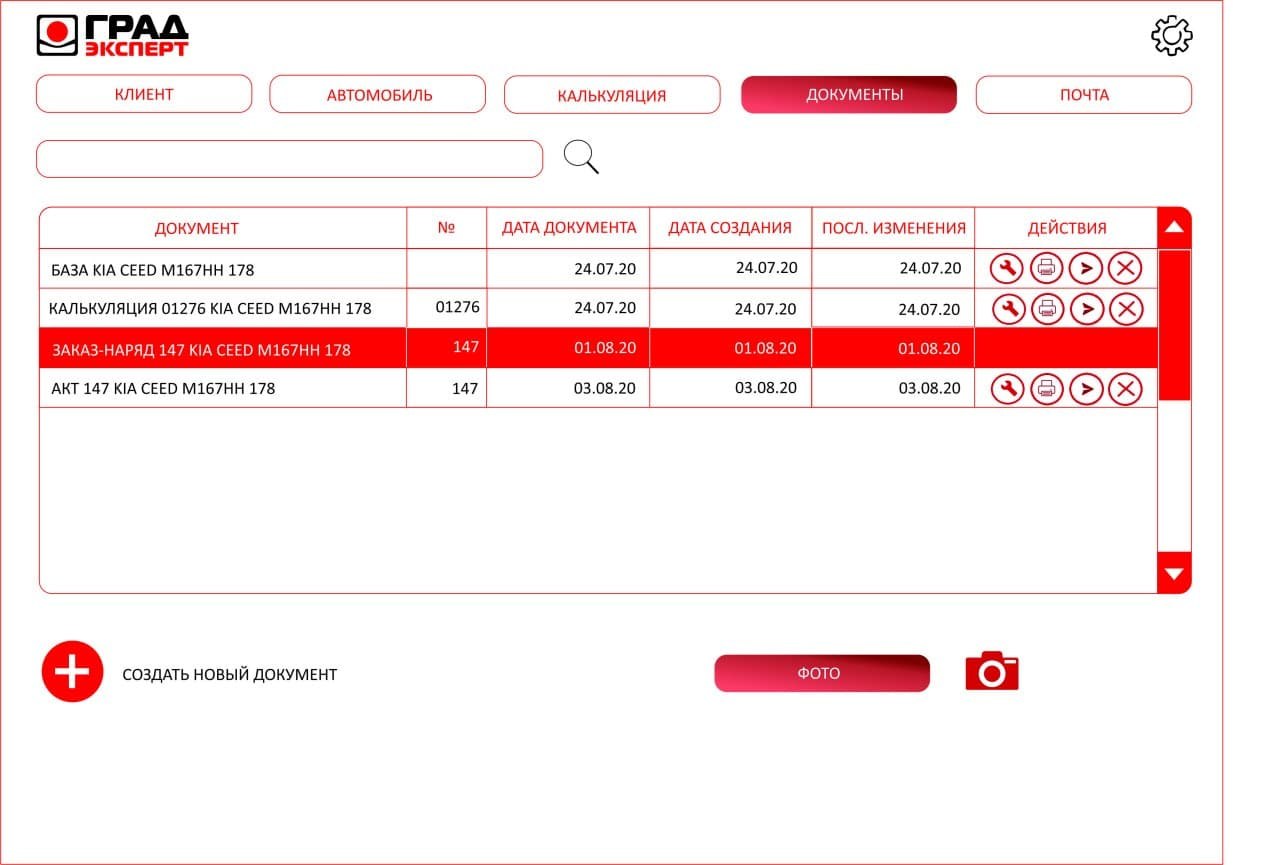 ГРАД
ЭКСПЕРТ
КЛИЕНТ АВТОМОБИЛЬ КАЛЬКУЛЯЦИЯ ДОКУМЕНТЫ ПОЧТА
ДОКУМЕНТ № ДАТА ДОКУМЕНТА ДАТА СОЗДАНИЯ ПОСЛ. ИЗМЕНЕНИЯ ДЕЙСТВИЯ
БАЗА KIA CEED М167НН 178 24.07.20 24.07.20 24.07.20
КАЛЬКУЛЯЦИЯ 01276 KIA CEED М167НН 178 01276 24.07.20 24.07.20 24.07.20
ЗАКАЗ-НАРЯД 147 KIA CEED М167НН 178 147 01.08.20 01.08.20 01.08.20
АКТ 147 KIA CEED М167НН 178 147 03.08.20 03.08.20 03.08.20
СОЗДАТЬ НОВЫЙ ДОКУМЕНТ ФОТО